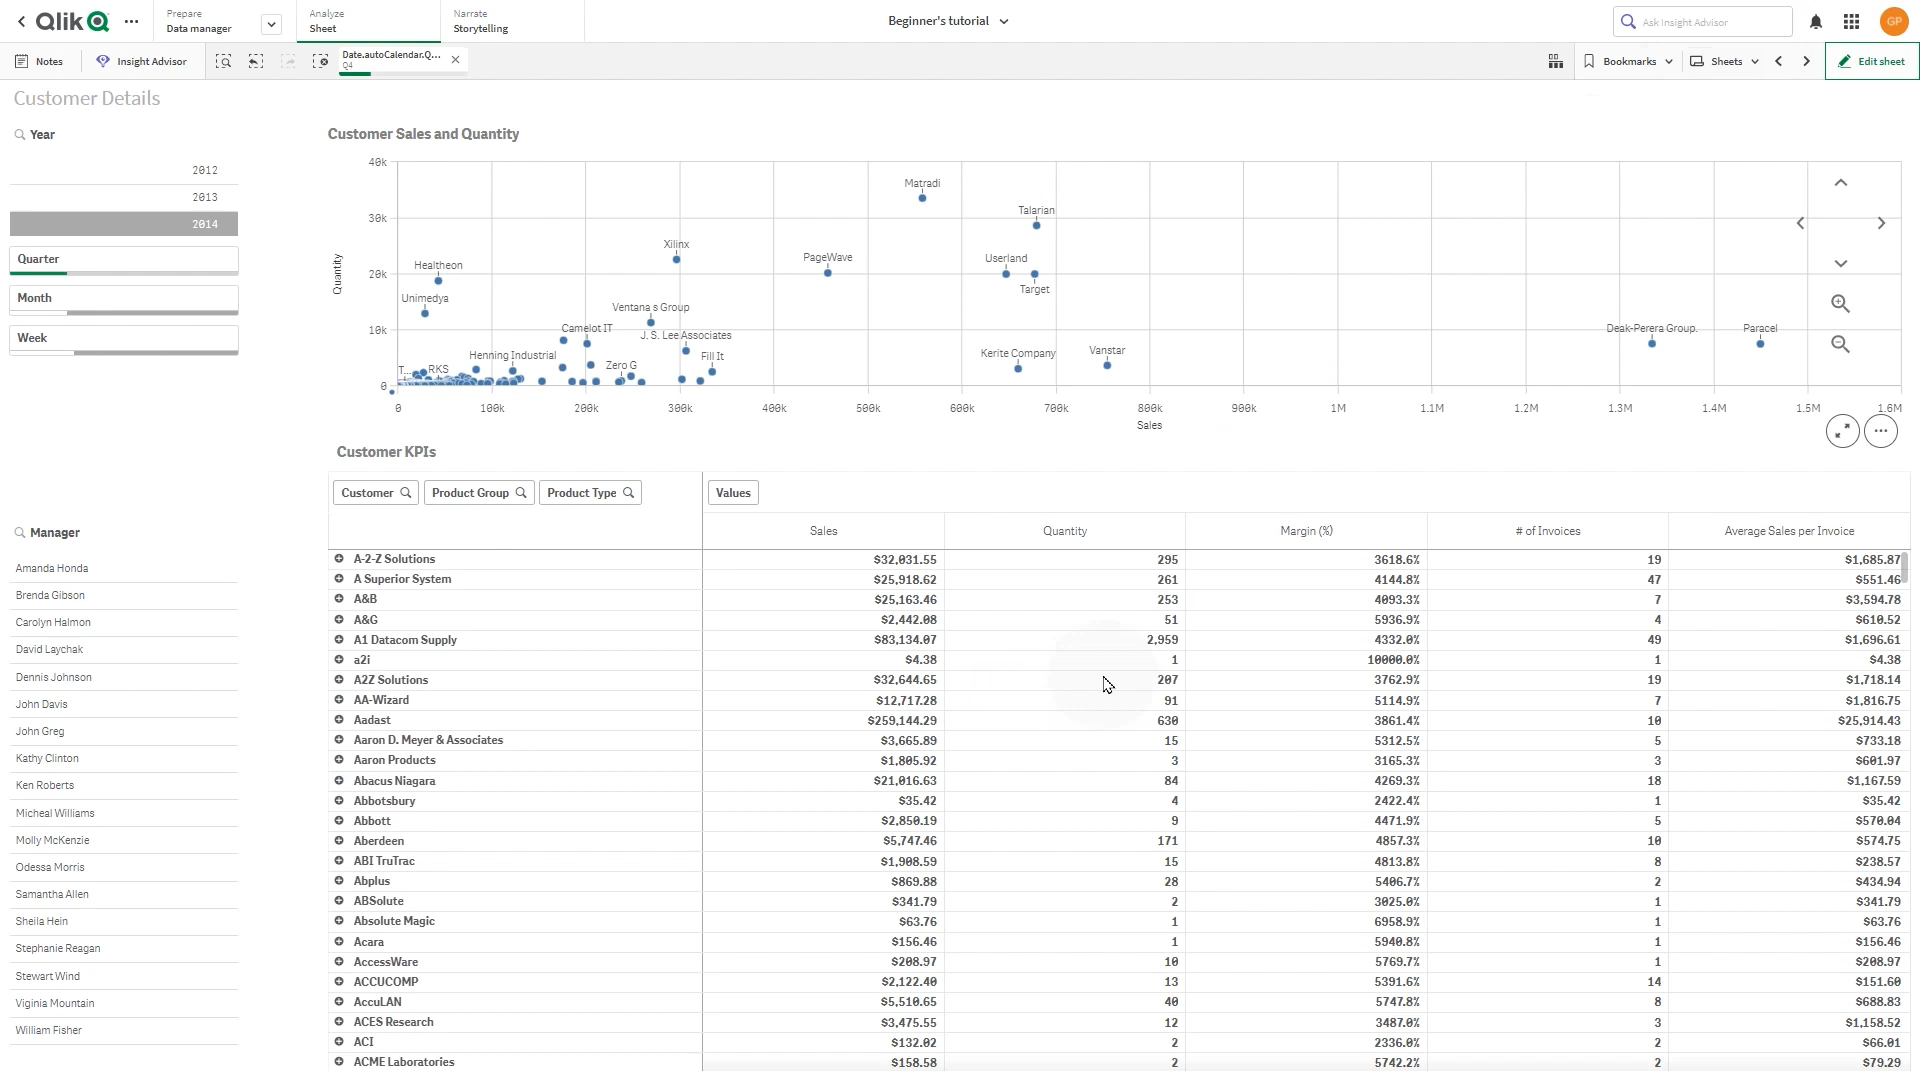 Qlik
Prepare
Data manager
Analyze
Sheet
Narrate
Storytelling
Beginner's tutorial
Ask Insight Advisor
GP
Notes
Insight Advisor
Date.autoCalendar.Q...
Q4
Bookmarks
Sheets
Edit sheet
Customer Details
Year
2012
2013
2014
Quarter
Month
Week
Manager
Amanda Honda
Brenda Gibson
Carolyn Halmon
David Laychak
Dennis Johnson
John Davis
John Greg
Kathy Clinton
Ken Roberts
Micheal Williams
Molly McKenzie
Odessa Morris
Samantha Allen
Sheila Hein
Stephanie Reagan
Stewart Wind
Viginia Mountain
William Fisher
Customer Sales and Quantity
Quantity
40k
30k
20k
10k
0
Matradi
Talarian
Xilinx
PageWave
Userland
Healtheon
Target
Unimedya
Ventana s Group
Camelot IT
J. S. Lee Associates
Deak-Perera Group.
Paracel
Henning Industrial
Fill It
Kerite Company
Vanstar
Zero G
T... RKS
0 100k 200k 300k 400k 500k 600k 700k 800k 900k 1M 1.1M 1.2M 1.3M 1.4M 1.5M 1.6M
Sales
Customer KPIs
Customer Product Group Product Type Values
Sales Quantity Margin (%) # of Invoices Average Sales per Invoice
A-2-Z Solutions $32,031.55 295 3618.6% 19 $1,685.87
A Superior System $25,918.62 261 4144.8% 47 $551.46
A&B $25,163.46 253 4093.3% 7 $3,594.78
A&G $2,442.08 51 5936.9% 4 $610.52
A1 Datacom Supply $83,134.07 2,959 4332.0% 49 $1,696.61
a2i $4.38 1 10000.0% 1 $4.38
A2Z Solutions $32,644.65 207 3762.9% 19 $1,718.14
AA-Wizard $12,717.28 91 5114.9% 7 $1,816.75
Aadast $259,144.29 630 3861.4% 10 $25,914.43
Aaron D. Meyer & Associates $3,665.89 15 5312.5% 5 $733.18
Aaron Products $1,805.92 3 3165.3% 3 $601.97
Abacus Niagara $21,016.63 84 4269.3% 18 $1,167.59
Abbotsbury $35.42 4 2422.4% 1 $35.42
Abbott $2,850.19 9 4471.9% 5 $570.04
Aberdeen $5,747.46 171 4857.3% 10 $574.75
ABI TruTrac $1,908.59 15 4813.8% 8 $238.57
Abplus $869.88 28 5406.7% 2 $434.94
ABSolute $341.79 2 3025.0% 1 $341.79
Absolute Magic $63.76 1 6958.9% 1 $63.76
Acara $156.46 1 5940.8% 1 $156.46
AccessWare $208.97 10 5769.7% 1 $208.97
ACCUCOMP $2,122.40 13 5391.6% 14 $151.60
AccuLAN $5,510.65 40 5747.8% 8 $688.83
ACES Research $3,475.55 12 3487.0% 3 $1,158.52
ACI $132.02 2 2336.0% 2 $66.01
ACME Laboratories $158.58 2 5742.2% 2 $79.29